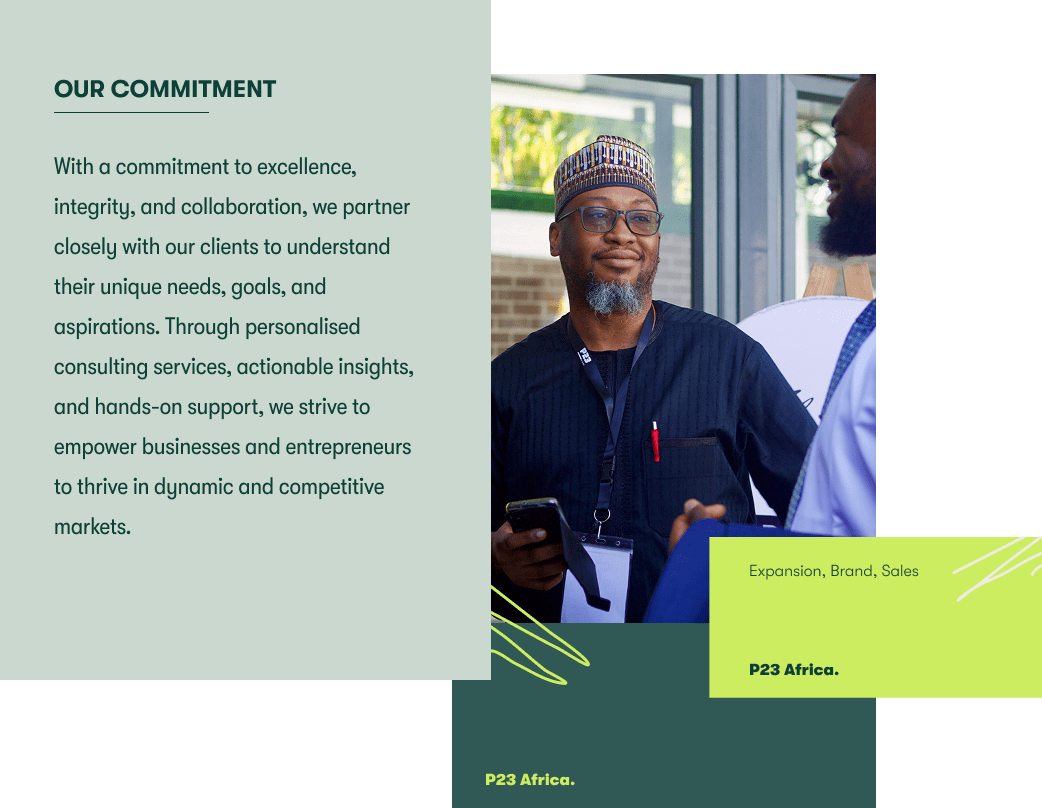 OUR COMMITMENT
With a commitment to excellence,
integrity, and collaboration, we partner
closely with our clients to understand
their unique needs, goals, and
aspirations. Through personalised
consulting services, actionable insights,
and hands-on support, we strive to
empower businesses and entrepreneurs
to thrive in dynamic and competitive
markets.
P23
Expansion, Brand, Sales
P23 Africa.
P23 Africa.